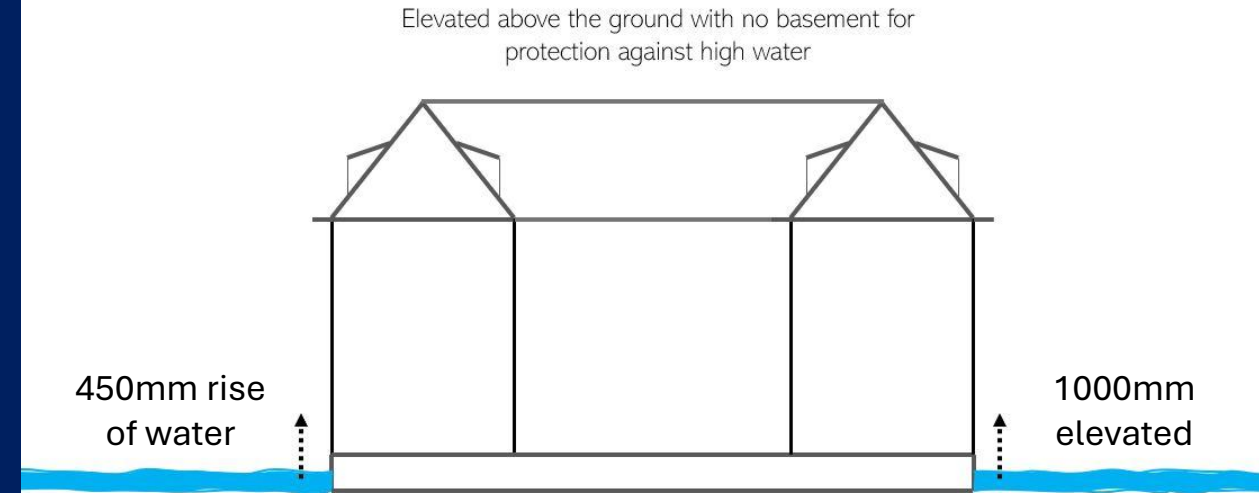 Elevated above the ground with no basement for
protection against high water
450mm rise
of water
1000mm
elevated